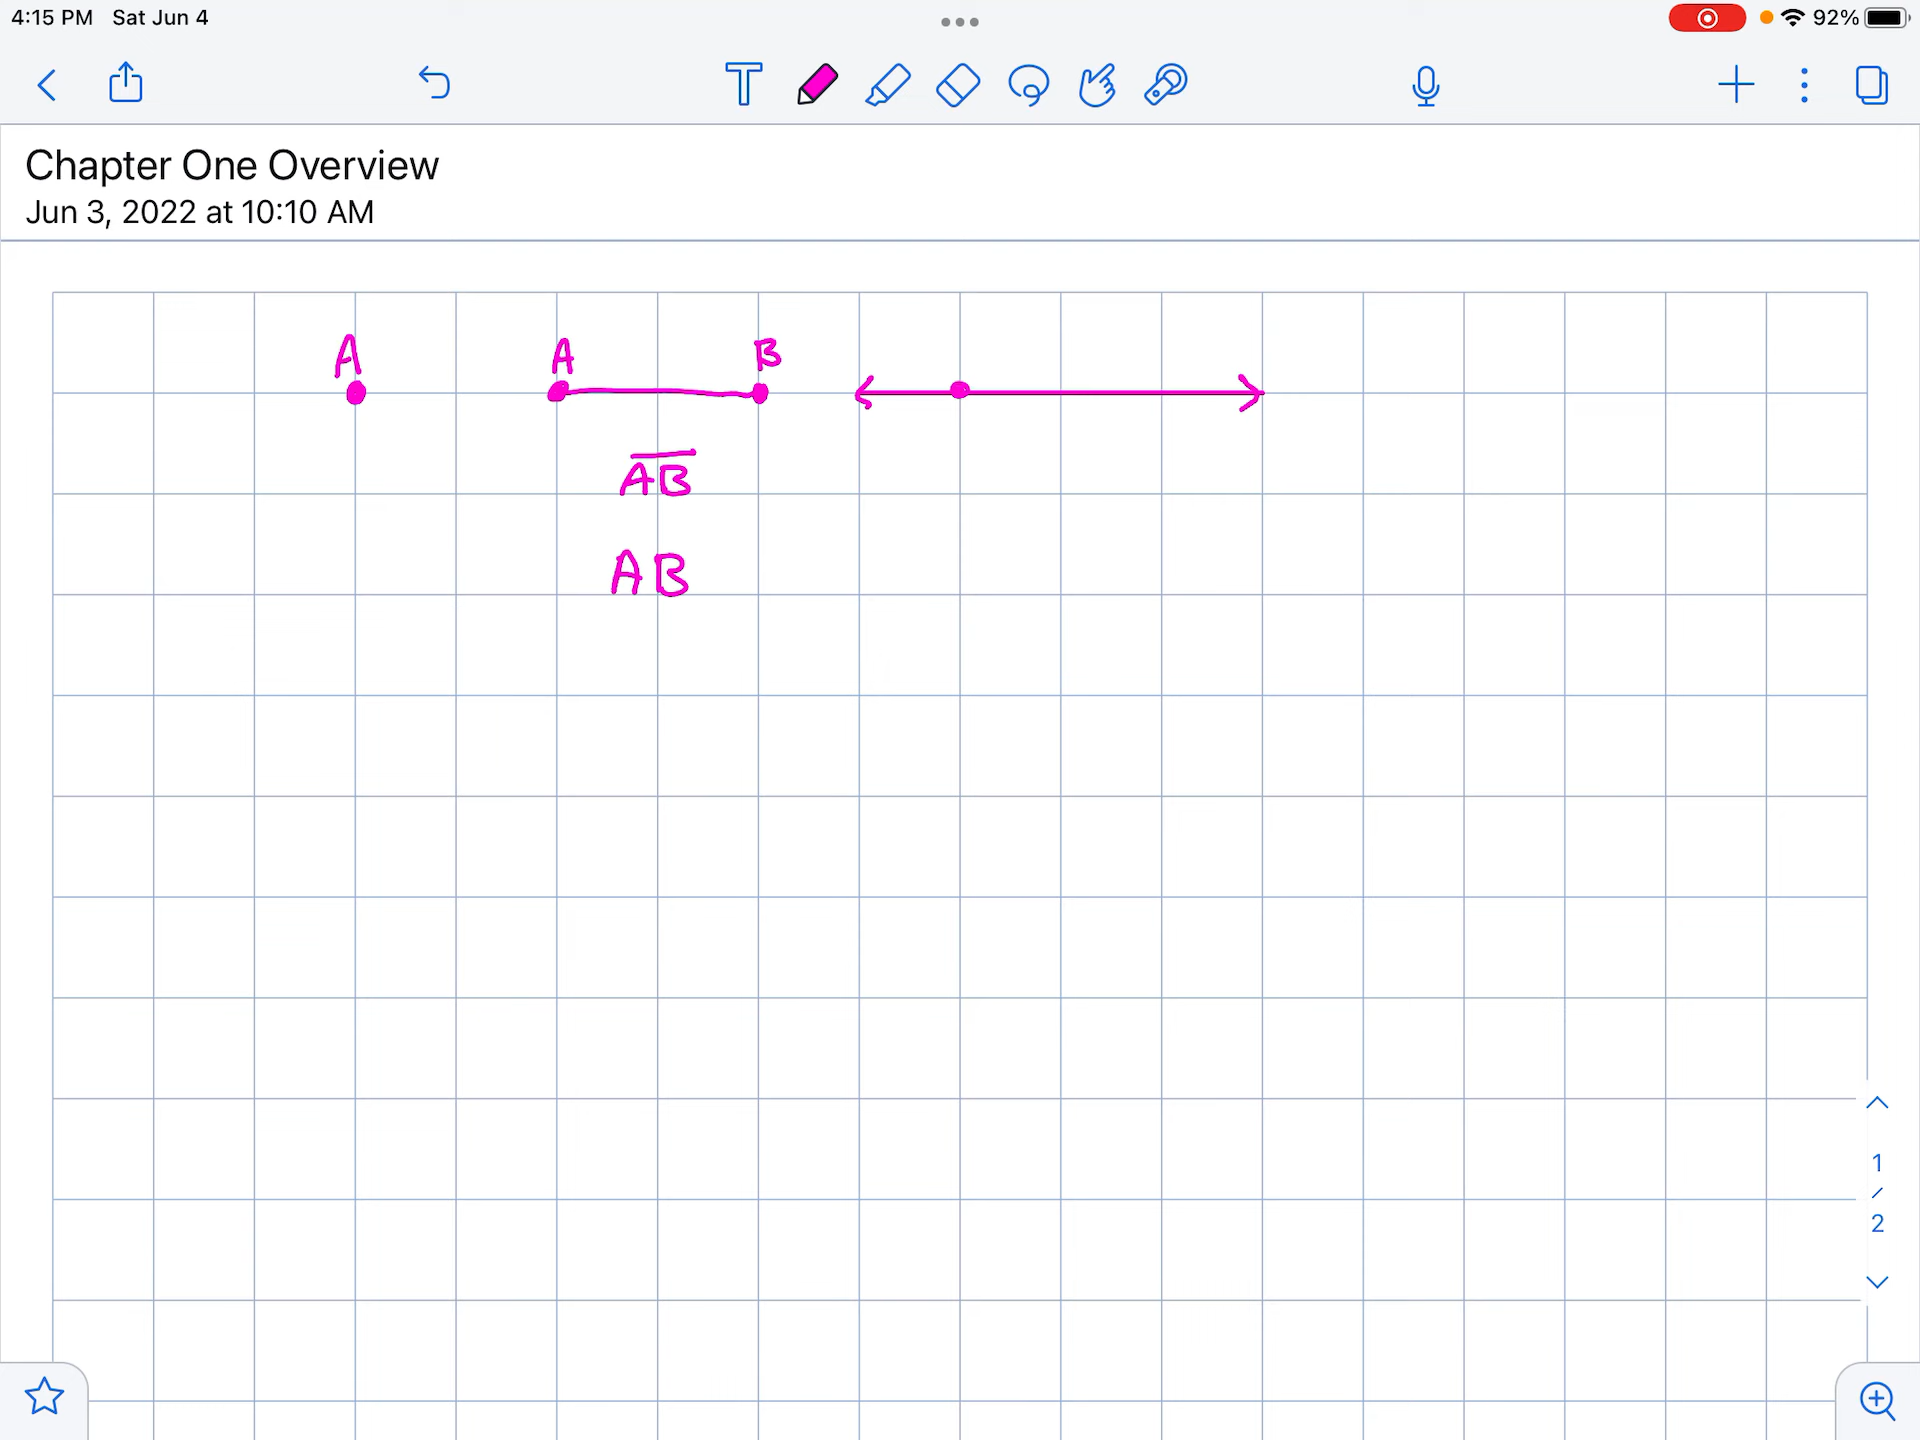 4:15 PM Sat Jun 4 92%
T
Chapter One Overview
Jun 3, 2022 at 10:10 AM
A A B
AB
AB
1
/
2